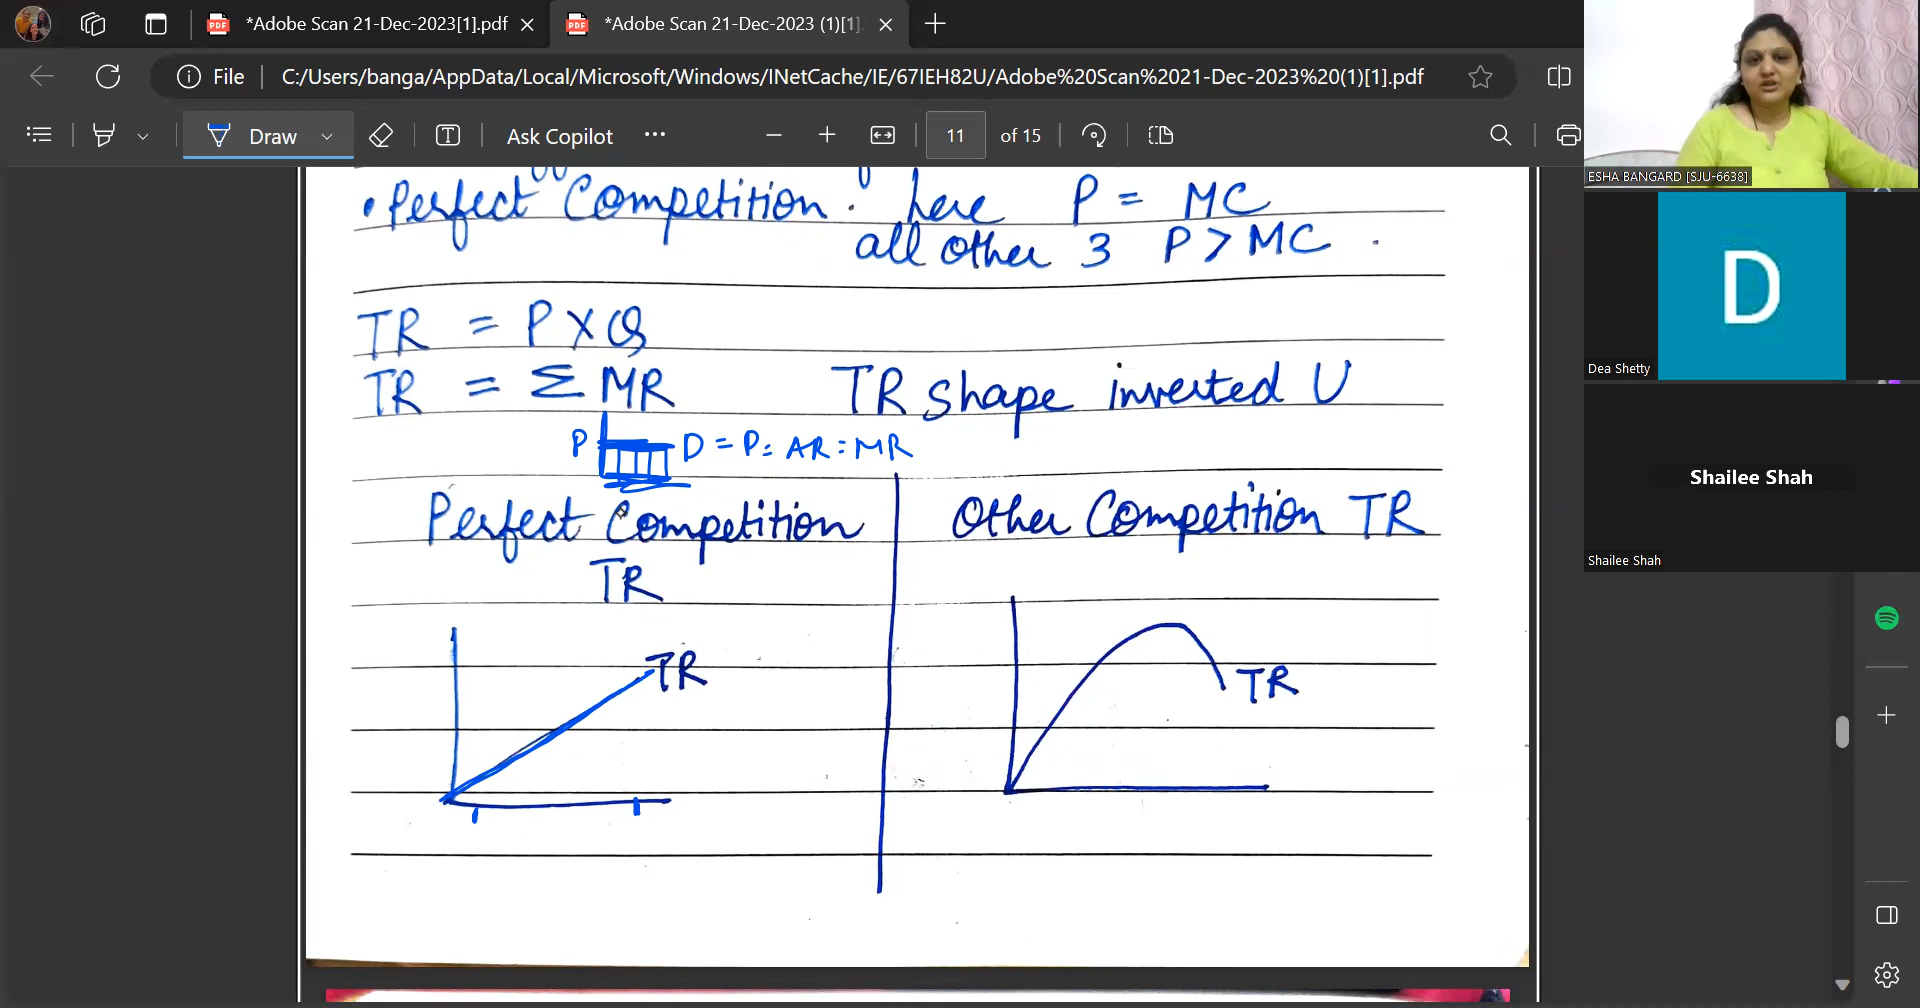 *Adobe Scan 21-Dec-2023[1].pdf
*Adobe Scan 21-Dec-2023 (1)[1].
File
C:/Users/banga/AppData/Local/Microsoft/Windows/INetCache/IE/67IEH82U/Adobe%20Scan%2021-Dec-2023%20(1)[1].pdf
Draw
Ask Copilot
11 of 15
ESHA BANGARD [SJU-6638]
D
Dea Shetty
Shailee Shah
Shailee Shah
• Perfect Competition. here P = MC
all other 3 P > MC.
TR = P X Q
TR = Σ MR
TR shape inverted U
P
D = P = AR = MR
Perfect Competition
TR
Other Competition TR
TR
TR